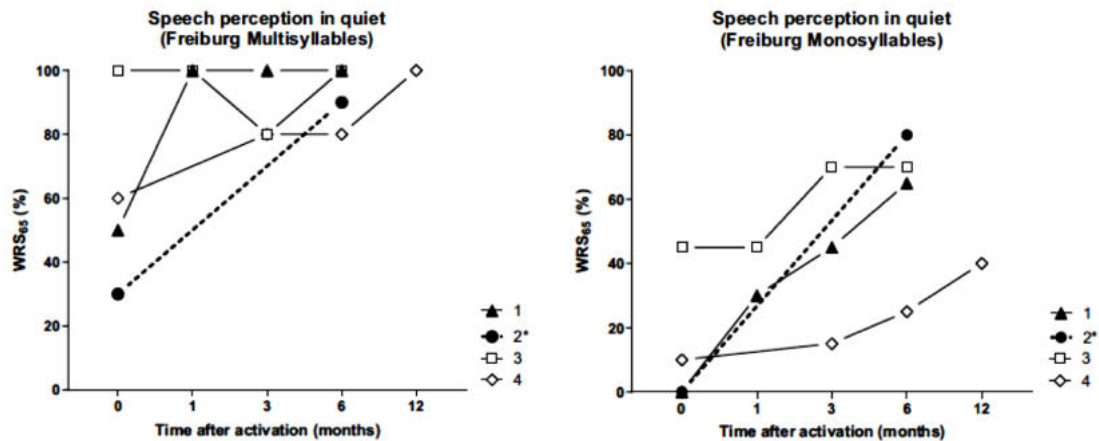 Speech perception in quiet
(Freiburg Multisyllables)
100
80
60
40
20
0
WRS65 (%)
0 1 3 6 12
Time after activation (months)
1
2*
3
4
Speech perception in quiet
(Freiburg Monosyllables)
100
80
60
40
20
0
WRS65 (%)
0 1 3 6 12
Time after activation (months)
1
2*
3
4